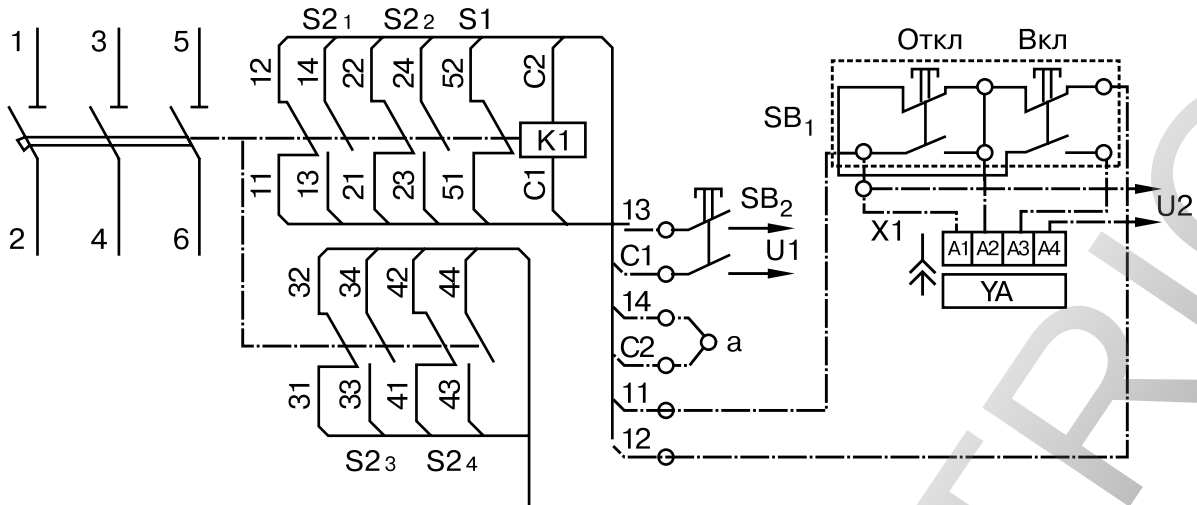 S2 1 S2 2 S1
Откл Вкл
1 3 5
12 14 22 24 52 C2
SB1
K1
11 13 21 23 51 C1
2 4 6
13 SB2
U2
X1
C1 U1
A1 A2 A3 A4
32 34 42 44
YA
14
C2 a
31 33 41 43
11
12
S2 3 S2 4
TRIC